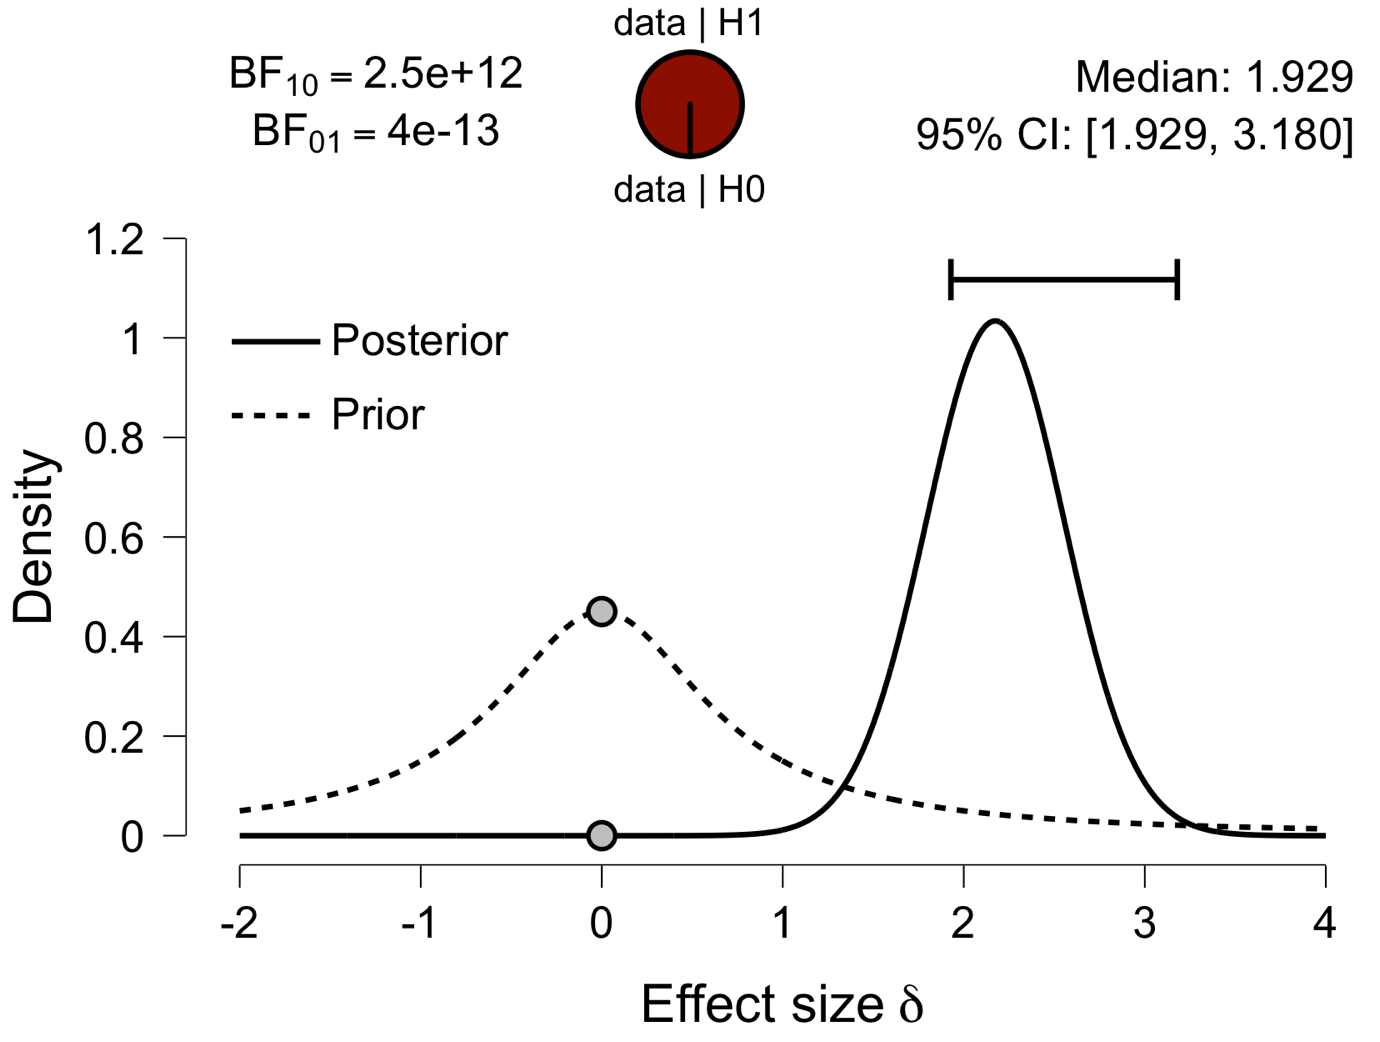 data | H1
BF10 = 2.5e+12
BF01 = 4e-13
Median: 1.929
95% CI: [1.929, 3.180]
data | H0
1.2
1
0.8
0.6
0.4
0.2
0
Density
Posterior
Prior
-2 -1 0 1 2 3 4
Effect size δ